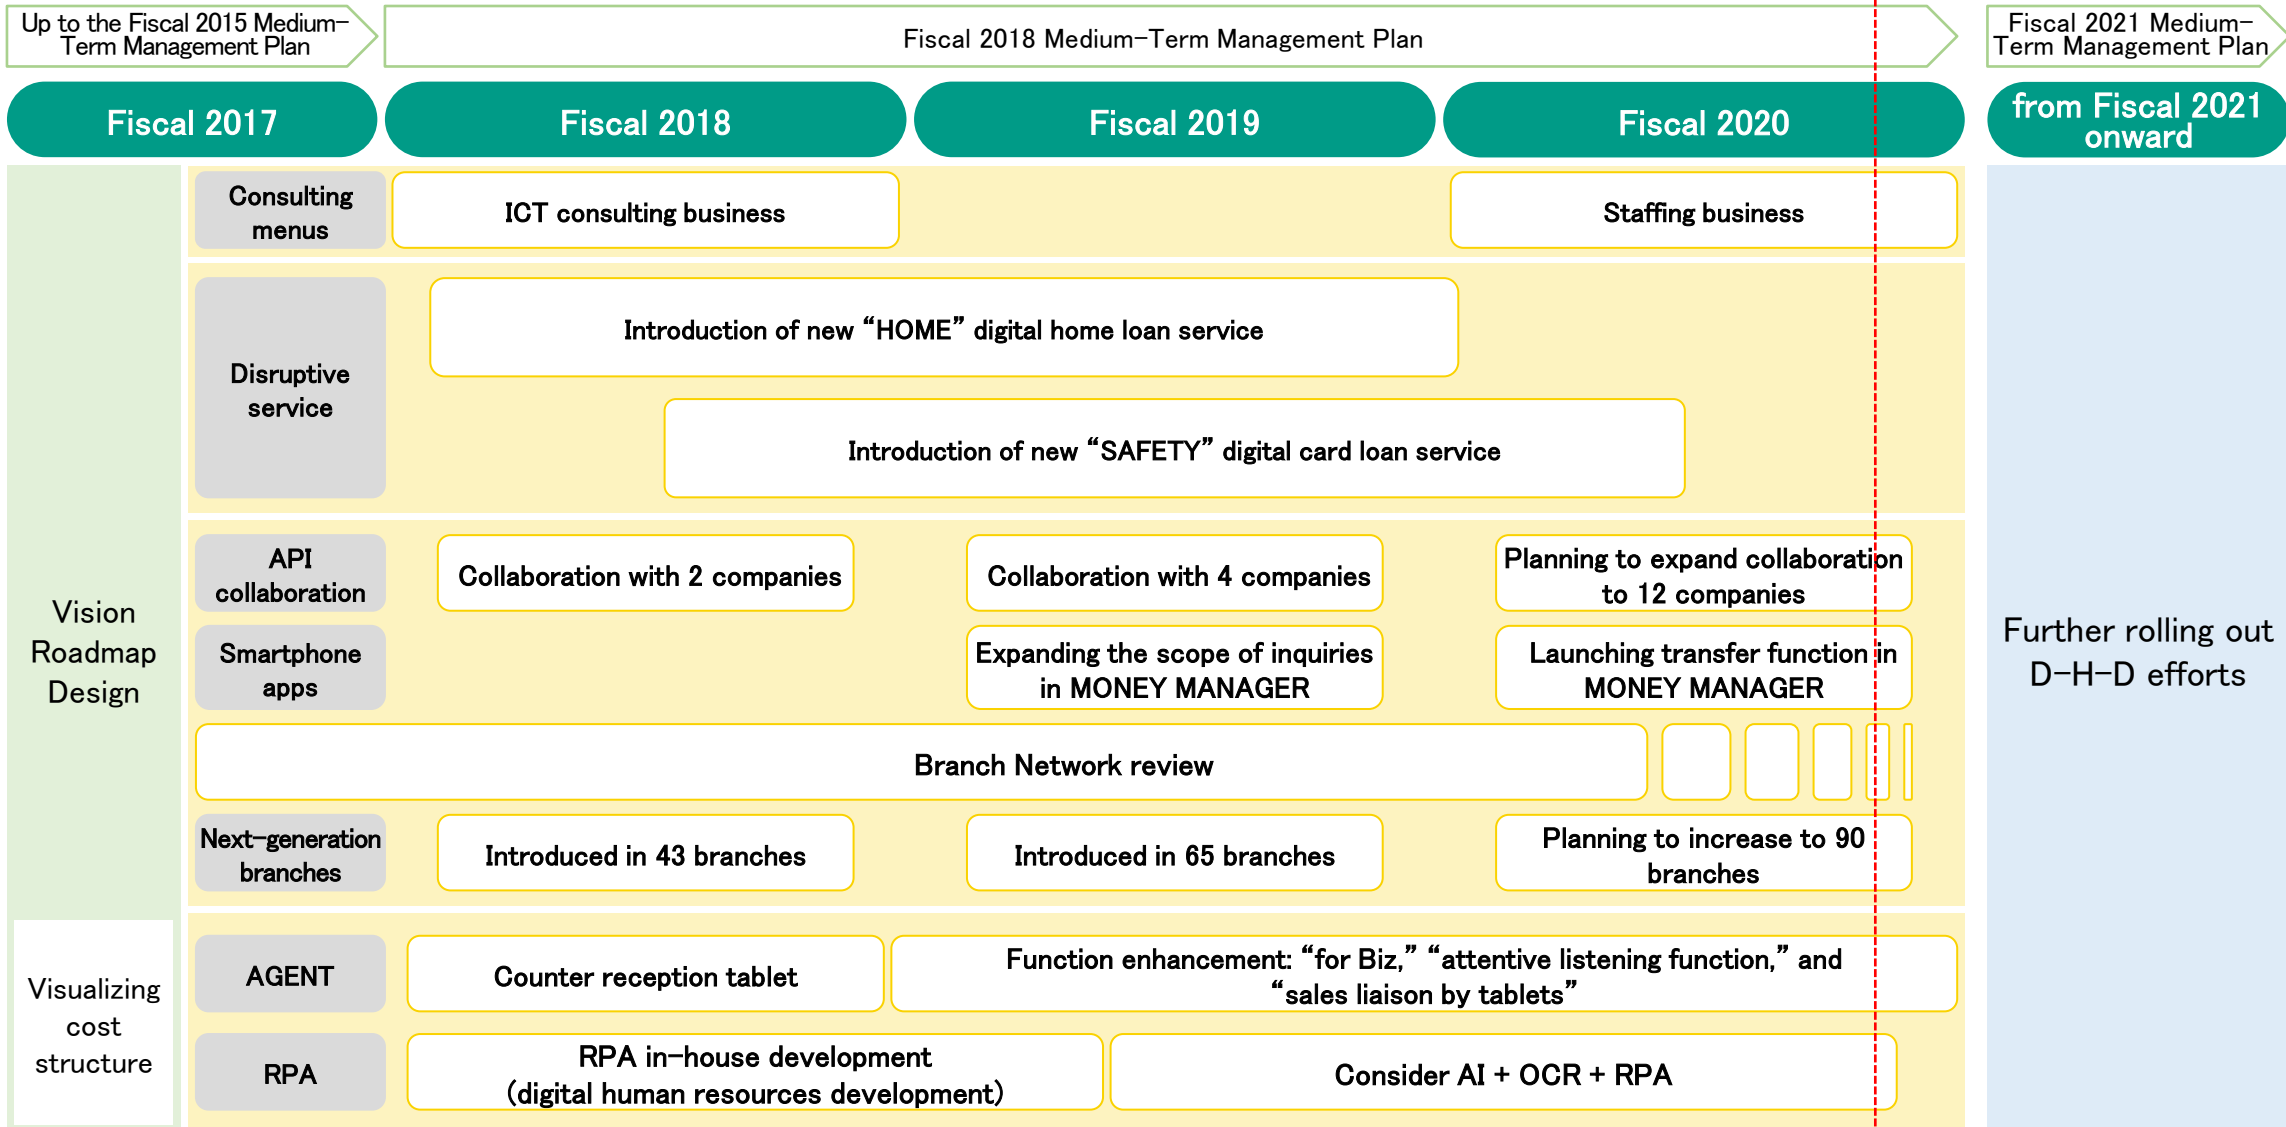 Up to the Fiscal 2015 Medium-
Term Management Plan
Fiscal 2018 Medium-Term Management Plan
Fiscal 2021 Medium-
Term Management Plan
Fiscal 2017
Fiscal 2018
Fiscal 2019
Fiscal 2020
from Fiscal 2021
onward
Vision
Roadmap
Design
Consulting
menus
ICT consulting business
Staffing business
Disruptive
service
Introduction of new “HOME” digital home loan service
Introduction of new “SAFETY” digital card loan service
API
collaboration
Collaboration with 2 companies
Collaboration with 4 companies
Planning to expand collaboration
to 12 companies
Smartphone
apps
Expanding the scope of inquiries
in MONEY MANAGER
Launching transfer function in
MONEY MANAGER
Branch Network review
Next-generation
branches
Introduced in 43 branches
Introduced in 65 branches
Planning to increase to 90
branches
Visualizing
cost
structure
AGENT
Counter reception tablet
Function enhancement: “for Biz,” “attentive listening function,” and
“sales liaison by tablets”
RPA
RPA in-house development
(digital human resources development)
Consider AI + OCR + RPA
Further rolling out
D-H-D efforts